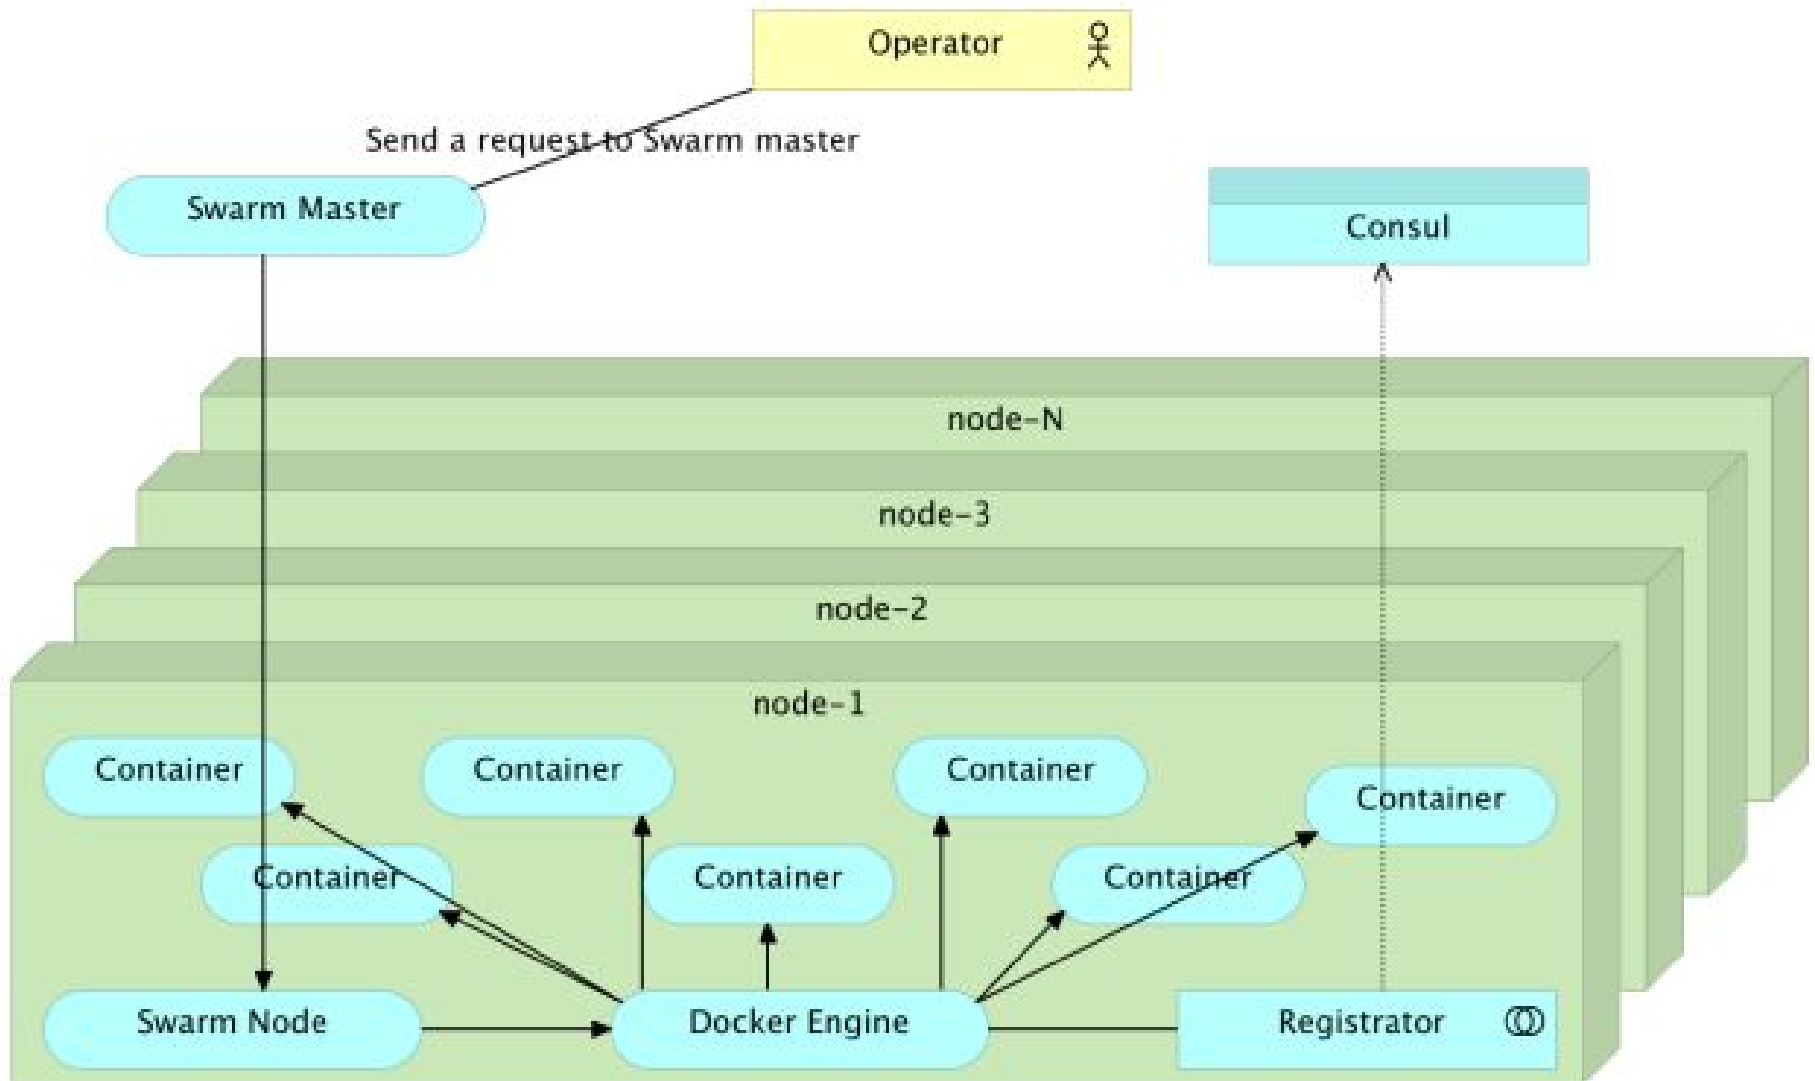 Operator
Send a request to Swarm master
Swarm Master
Consul
node-N
node-3
node-2
node-1
Container
Container
Container
Container
Container
Container
Container
Swarm Node
Docker Engine
Registrator